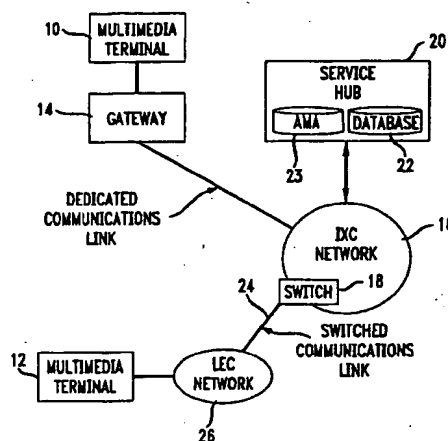 10
MULTIMEDIA
TERMINAL
14
GATEWAY
20
SERVICE
HUB
AMA
DATABASE
23
22
DEDICATED
COMMUNICATIONS
LINK
IXC
NETWORK
SWITCH
18
24
SWITCHED
COMMUNICATIONS
LINK
12
MULTIMEDIA
TERMINAL
LEC
NETWORK
26